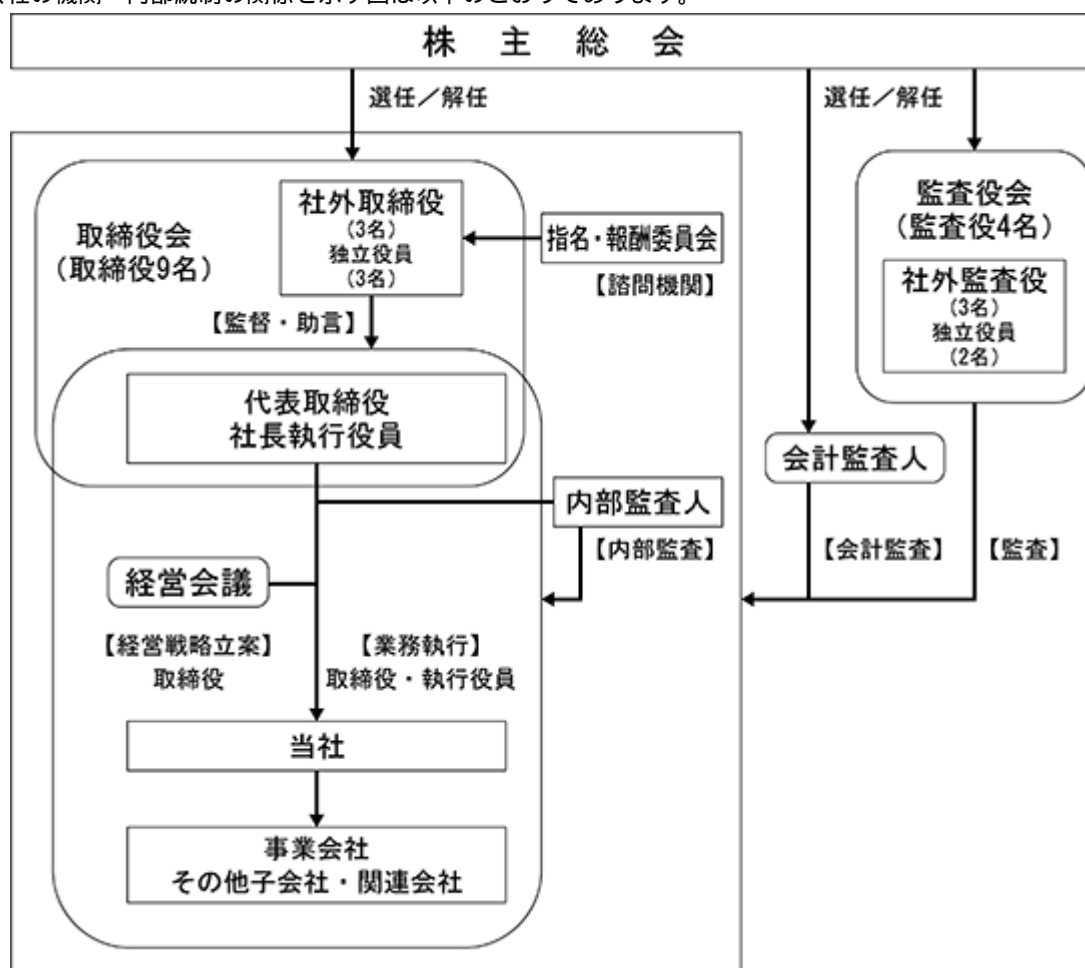 会社の機関・内部統制の関係を示す図は以下のとおりであります。
株主総会
選任／解任
選任／解任
社外取締役
(3名)
独立役員
(3名)
取締役会
(取締役9名)
指名・報酬委員会
【諮問機関】
監査役会
(監査役4名)
社外監査役
(3名)
独立役員
(2名)
【監督・助言】
代表取締役
社長執行役員
会計監査人
内部監査人
【内部監査】
【会計監査】
【監査】
経営会議
【経営戦略立案】
取締役
【業務執行】
取締役・執行役員
当社
事業会社
その他子会社・関連会社